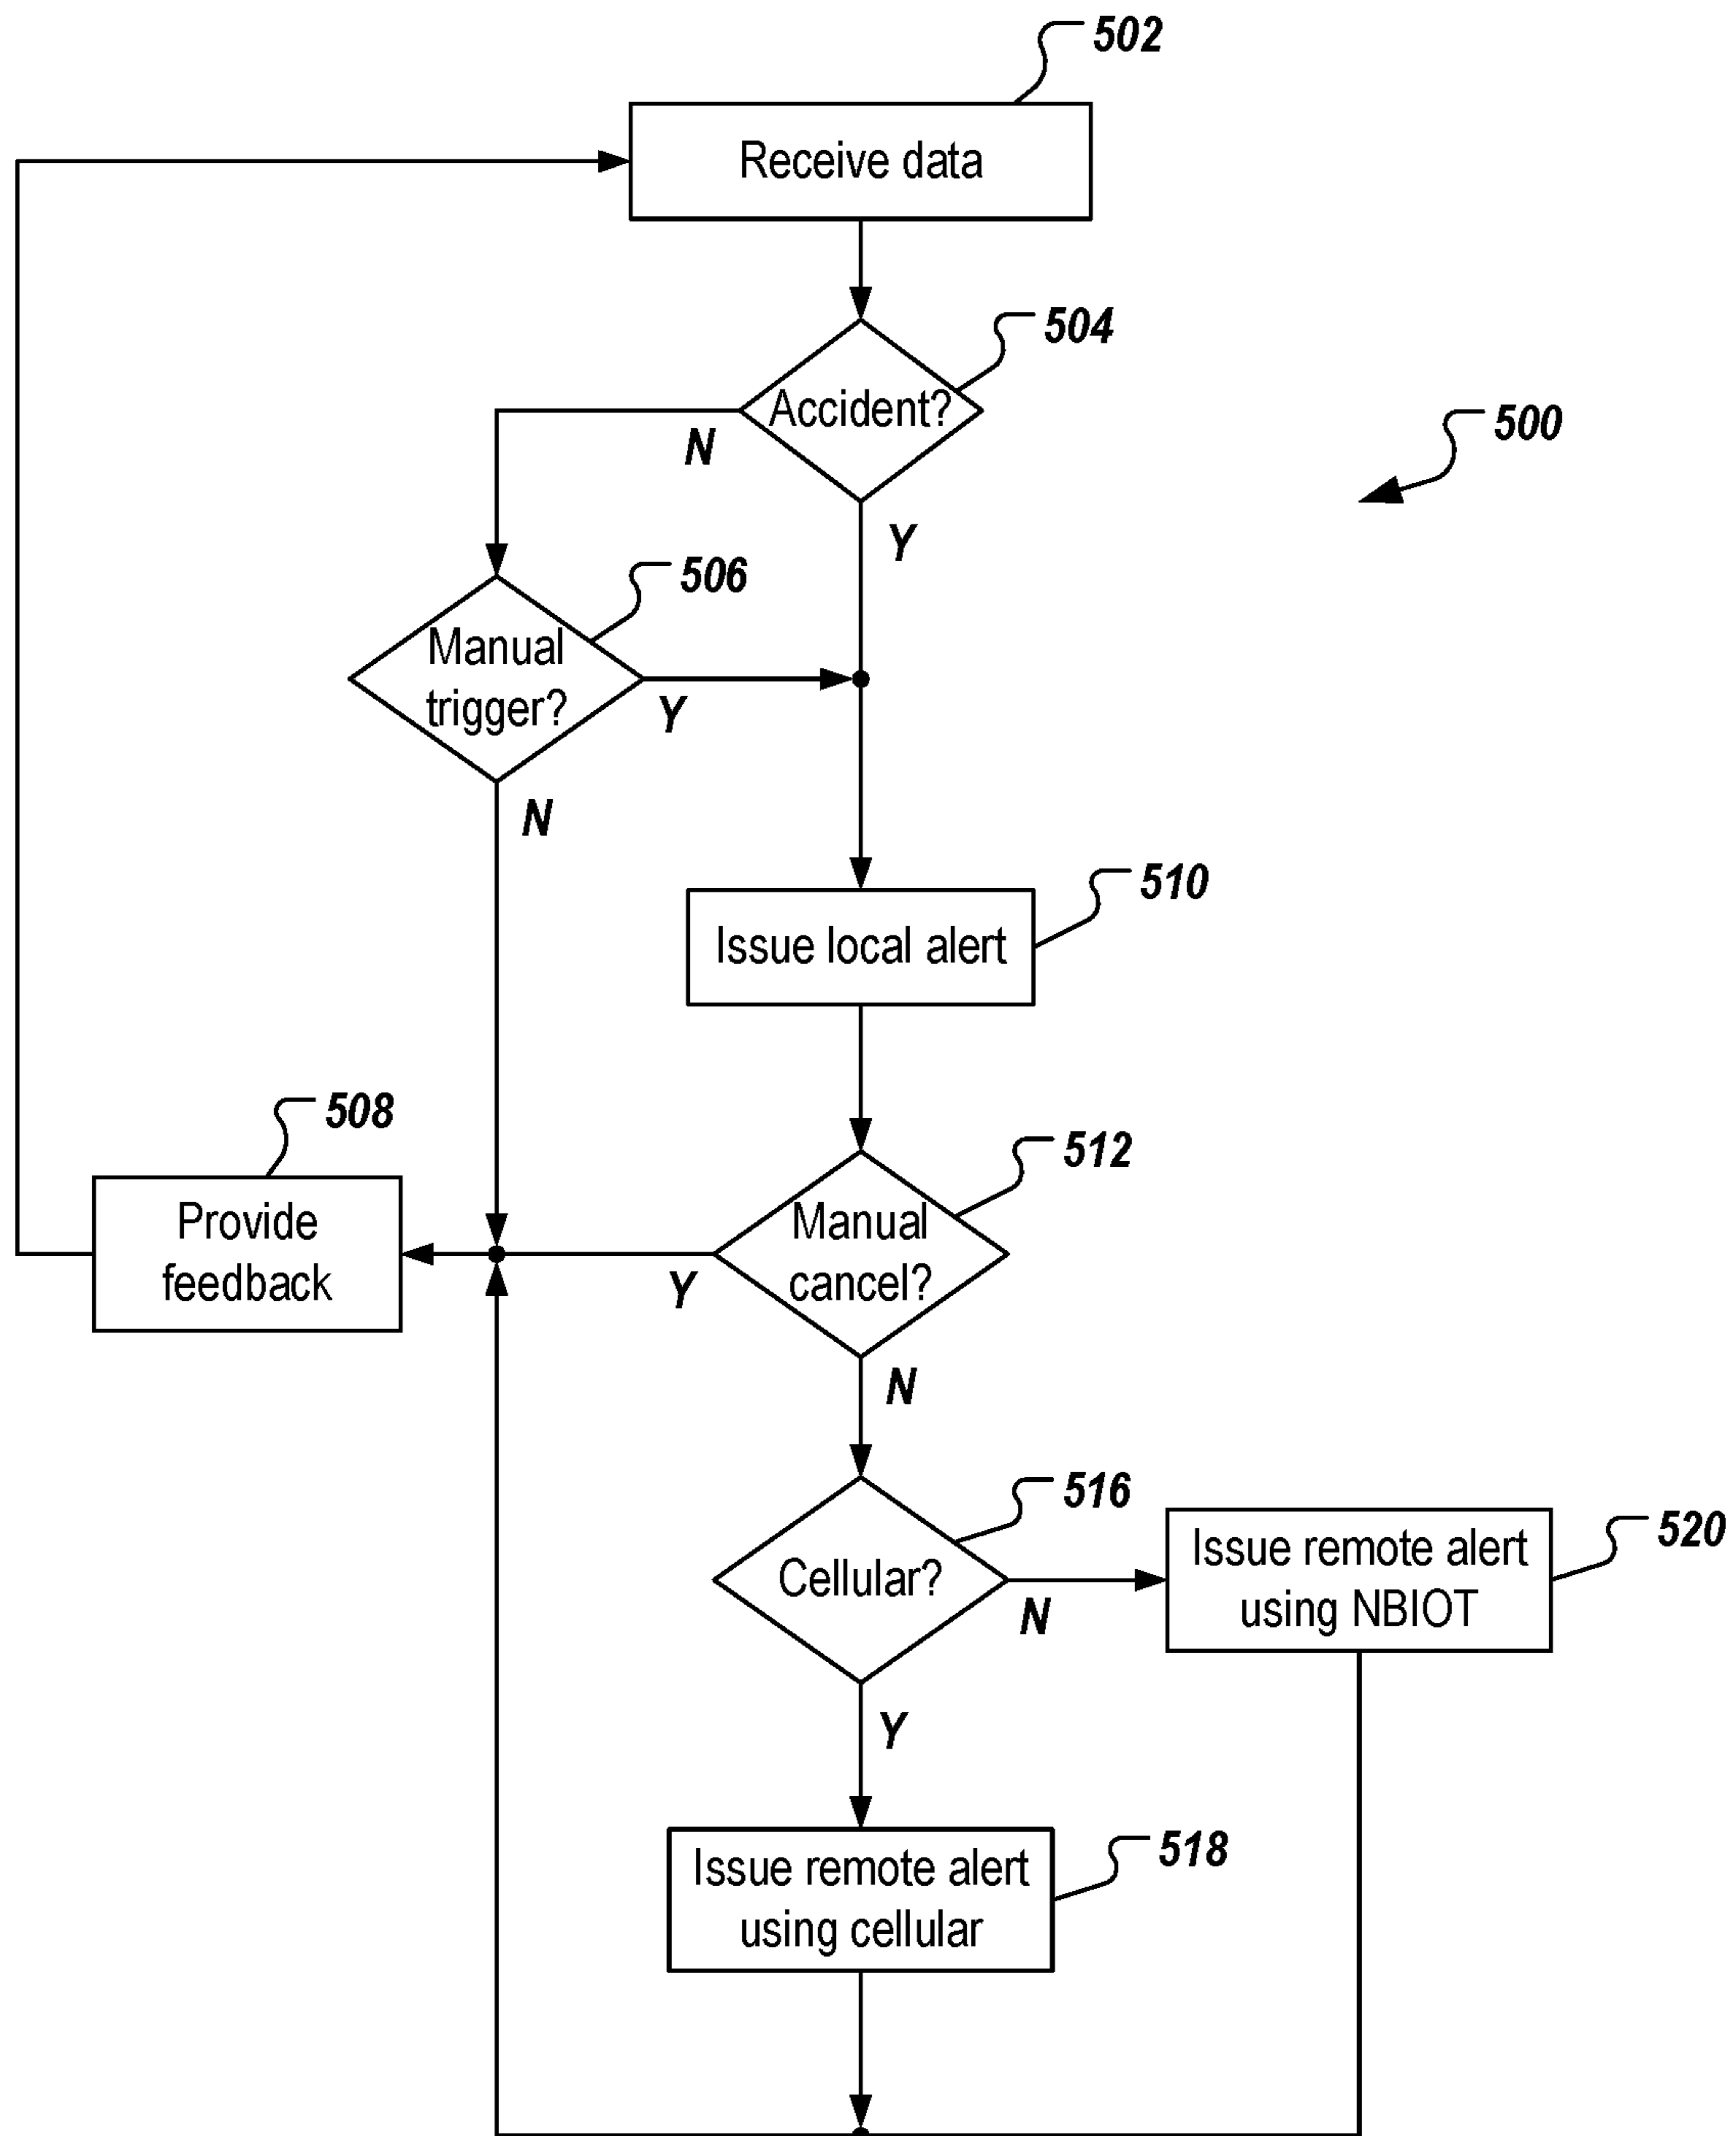 502
Receive data
504
Accident?
N
Y
500
506
Manual
trigger?
Y
N
510
Issue local alert
508
Provide
feedback
512
Manual
cancel?
Y
N
516
Cellular?
N
Y
520
Issue remote alert
using NBIOT
518
Issue remote alert
using cellular